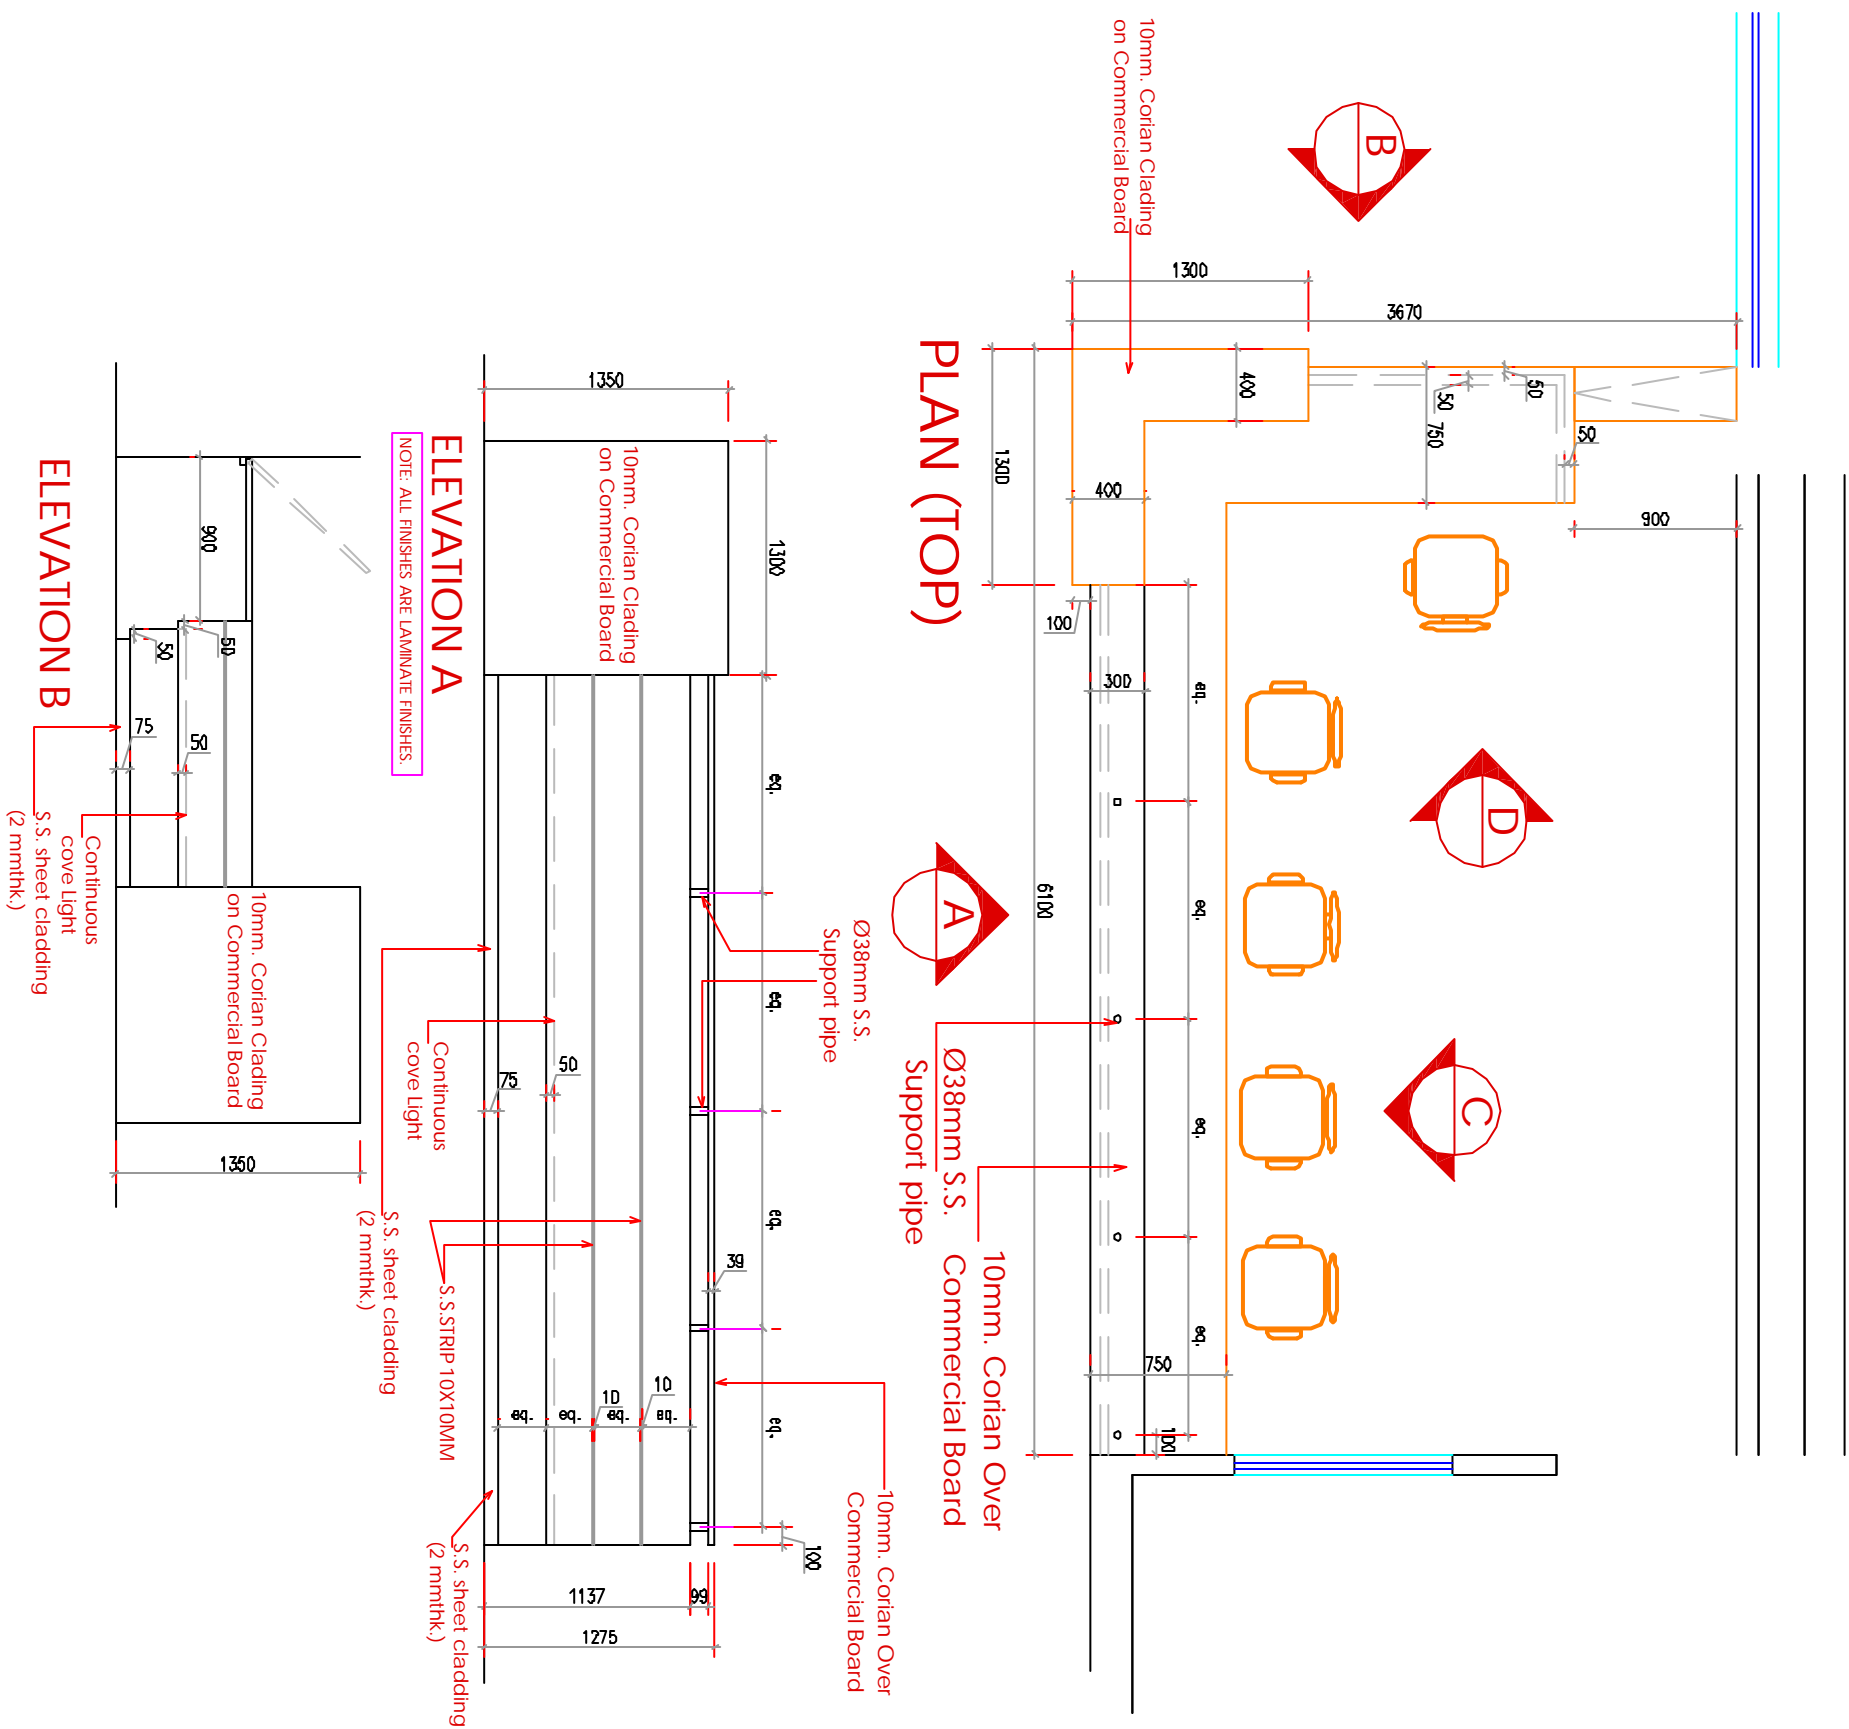 10mm. Corian Clading
on Commercial Board
B
1300
3670
PLAN (TOP)
1300
400
400
50
50
750
50
900
100
300
eq.
eq.
eq.
eq.
6100
750
100
D
C
A
Ø38mm S.S.
Support pipe
10mm. Corian Over
Commercial Board
1350
ELEVATION A
NOTE: ALL FINISHES ARE LAMINATE FINISHES.
10mm. Corian Clading
on Commercial Board
1300
eq.
eq.
eq.
eq.
Ø38mm S.S.
Support pipe
Continuous
cove Light
75
50
S.S. sheet cladding
(2 mmthk.)
S.S.STRIP 10X10MM
39
10
10
eq.
eq.
eq.
eq.
10mm. Corian Over
Commercial Board
100
S.S. sheet cladding
(2 mmthk.)
1137
99
1275
ELEVATION B
900
50
50
75
50
Continuous
cove Light
S.S. sheet cladding
(2 mmthk.)
10mm. Corian Clading
on Commercial Board
1350